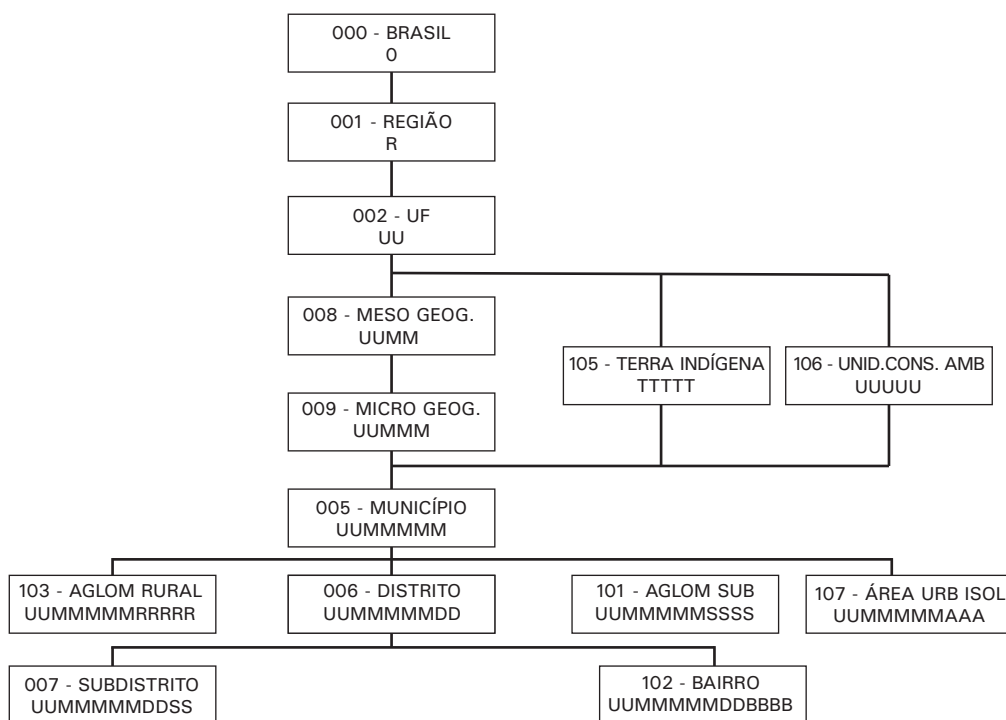 000 - BRASIL
0
001 - REGIÃO
R
002 - UF
UU
008 - MESO GEOG.
UUMM
105 - TERRA INDÍGENA
TTTTT
106 - UNID.CONS. AMB
UUUUU
009 - MICRO GEOG.
UUMMM
005 - MUNICÍPIO
UUMMMMM
103 - AGLOM RURAL
UUMMMMMRRRRR
006 - DISTRITO
UUMMMMMDD
101 - AGLOM SUB
UUMMMMMSSSS
107 - ÁREA URB ISOL
UUMMMMMAAA
007 - SUBDISTRITO
UUMMMMMDDSS
102 - BAIRRO
UUMMMMMDDBBBB